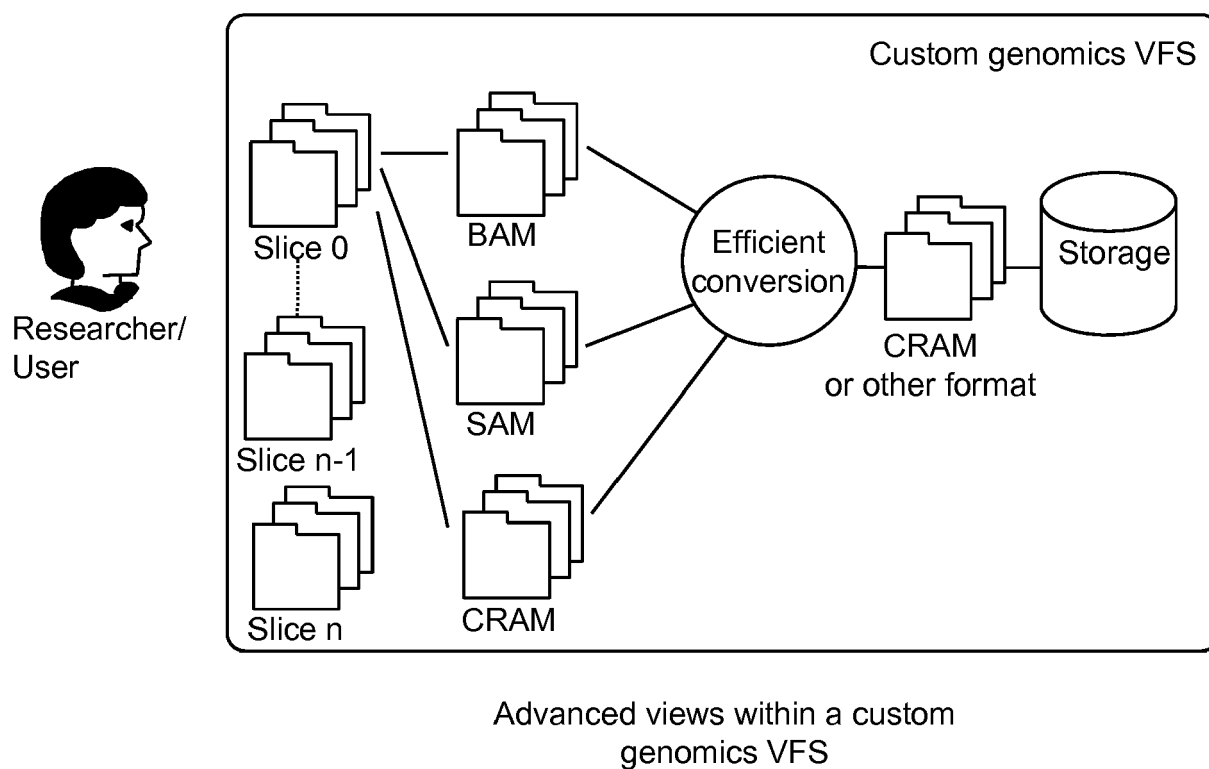 Custom genomics VFS
Researcher/
User
Slice 0
Slice n-1
Slice n
BAM
SAM
CRAM
Efficient
conversion
CRAM
or other format
Storage
Advanced views within a custom
genomics VFS